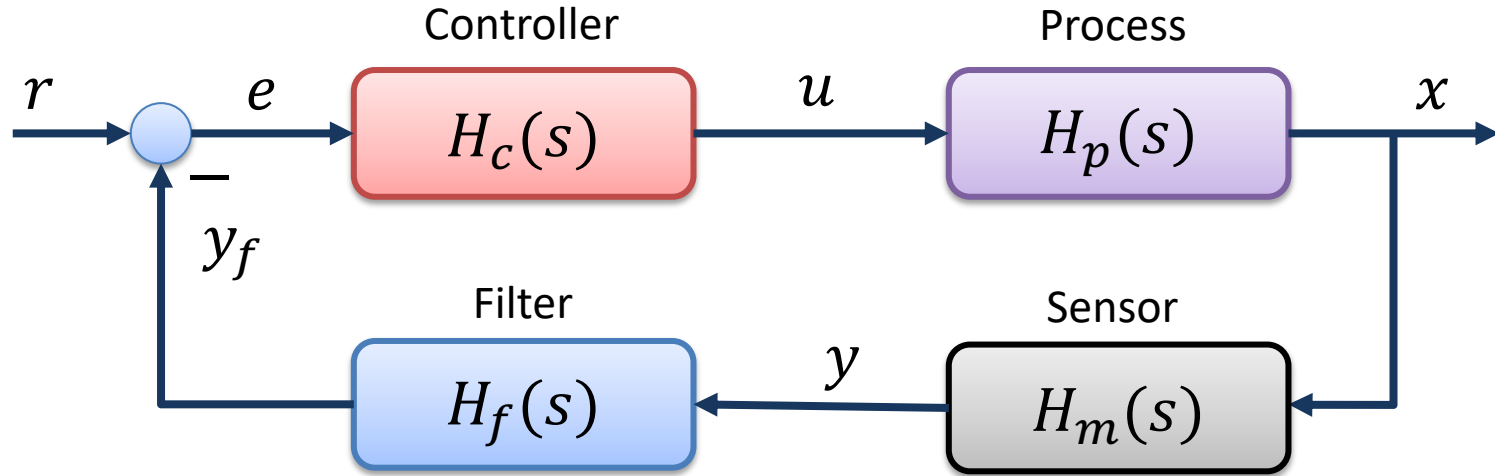 Controller
Process
r
e
H_c(s)
u
H_p(s)
x
−
y_f
Filter
Sensor
H_f(s)
y
H_m(s)